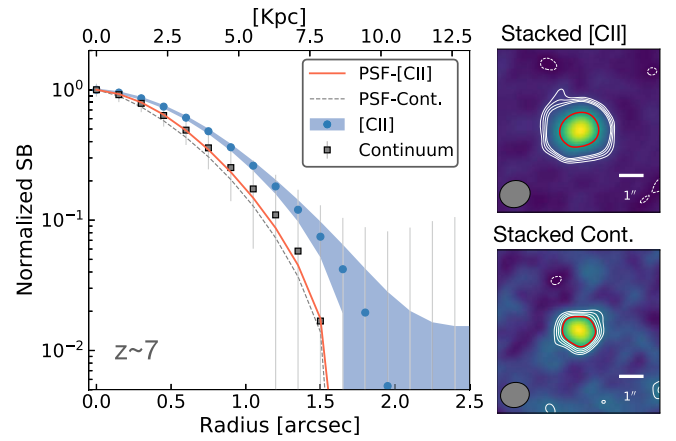 [Kpc]
0.0 2.5 5.0 7.5 10.0 12.5
Stacked [CII]
PSF-[CII]
PSF-Cont.
[CII]
Continuum
10⁰
10⁻¹
10⁻²
Normalized SB
z~7
0.0 0.5 1.0 1.5 2.0 2.5
Radius [arcsec]
1″
Stacked Cont.
1″